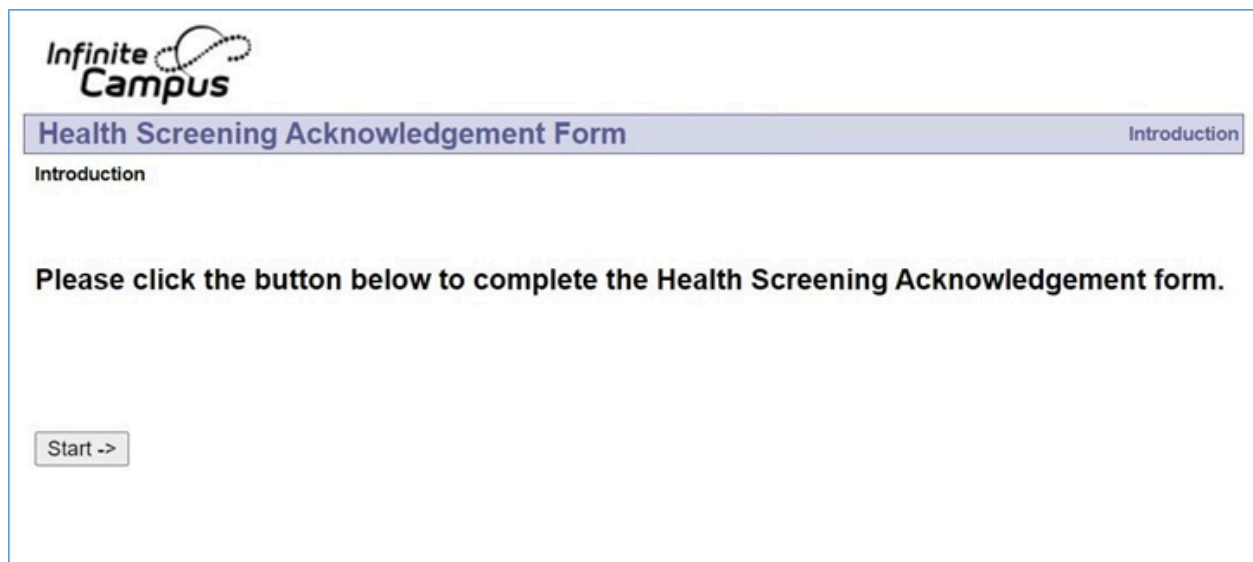 Infinite
Campus
Health Screening Acknowledgement Form
Introduction
Introduction
Please click the button below to complete the Health Screening Acknowledgement form.
Start ->